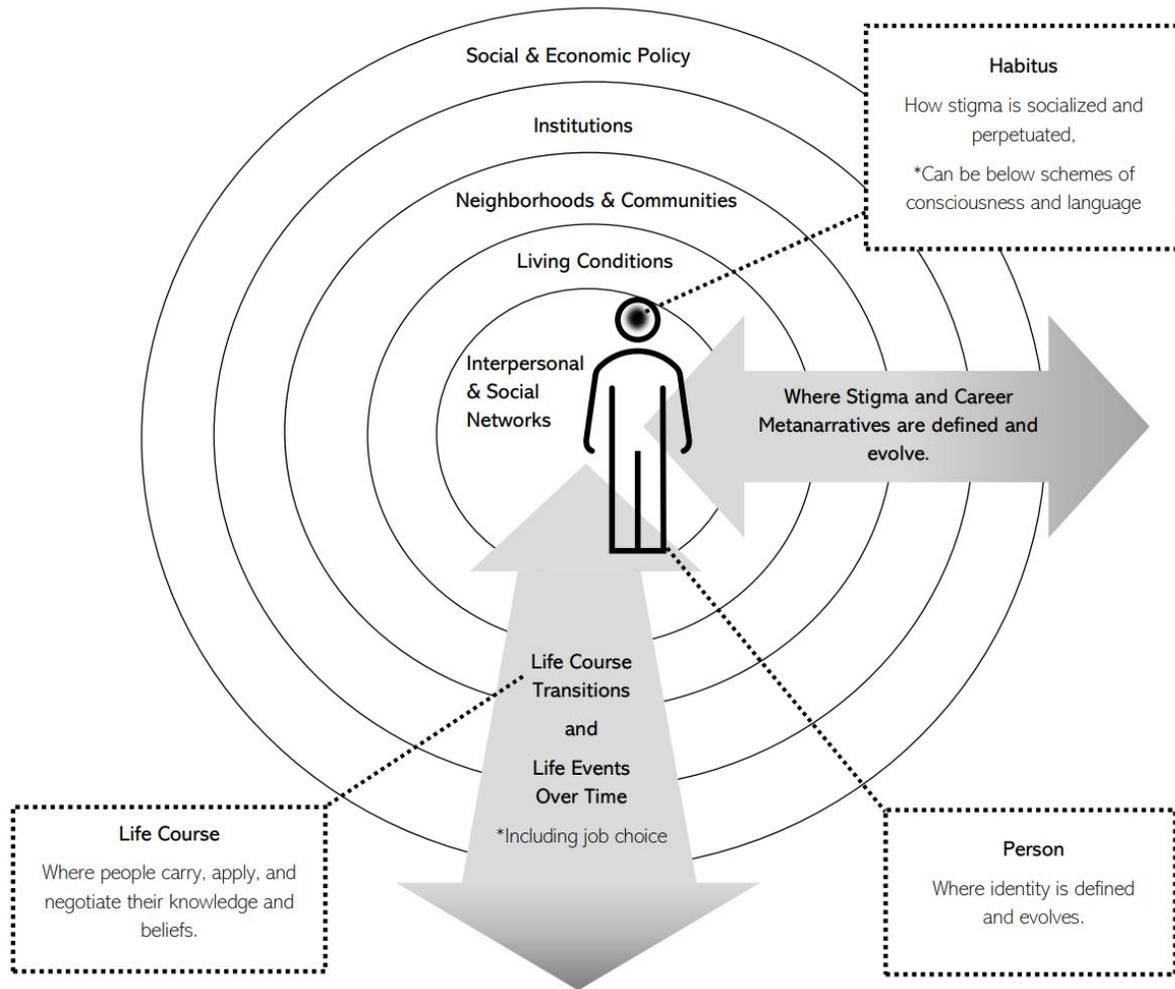 Social & Economic Policy
Institutions
Neighborhoods & Communities
Living Conditions
Interpersonal
& Social
Networks
Habitus
How stigma is socialized and
perpetuated,
*Can be below schemes of
consciousness and language
Where Stigma and Career
Metanarratives are defined and
evolve.
Life Course
Transitions
and
Life Events
Over Time
*Including job choice
Life Course
Where people carry, apply, and
negotiate their knowledge and
beliefs.
Person
Where identity is defined
and evolves.